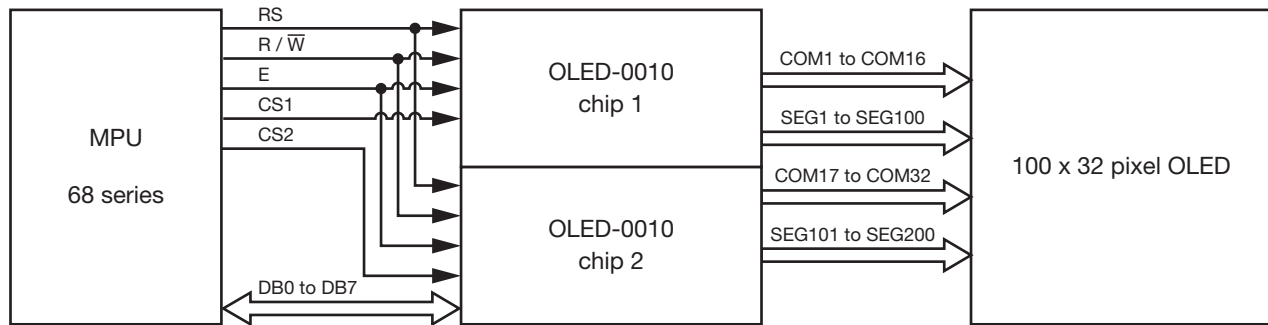 RS
R / W̅
E
CS1
CS2
MPU
68 series
DB0 to DB7
OLED-0010
chip 1
OLED-0010
chip 2
COM1 to COM16
SEG1 to SEG100
COM17 to COM32
SEG101 to SEG200
100 x 32 pixel OLED